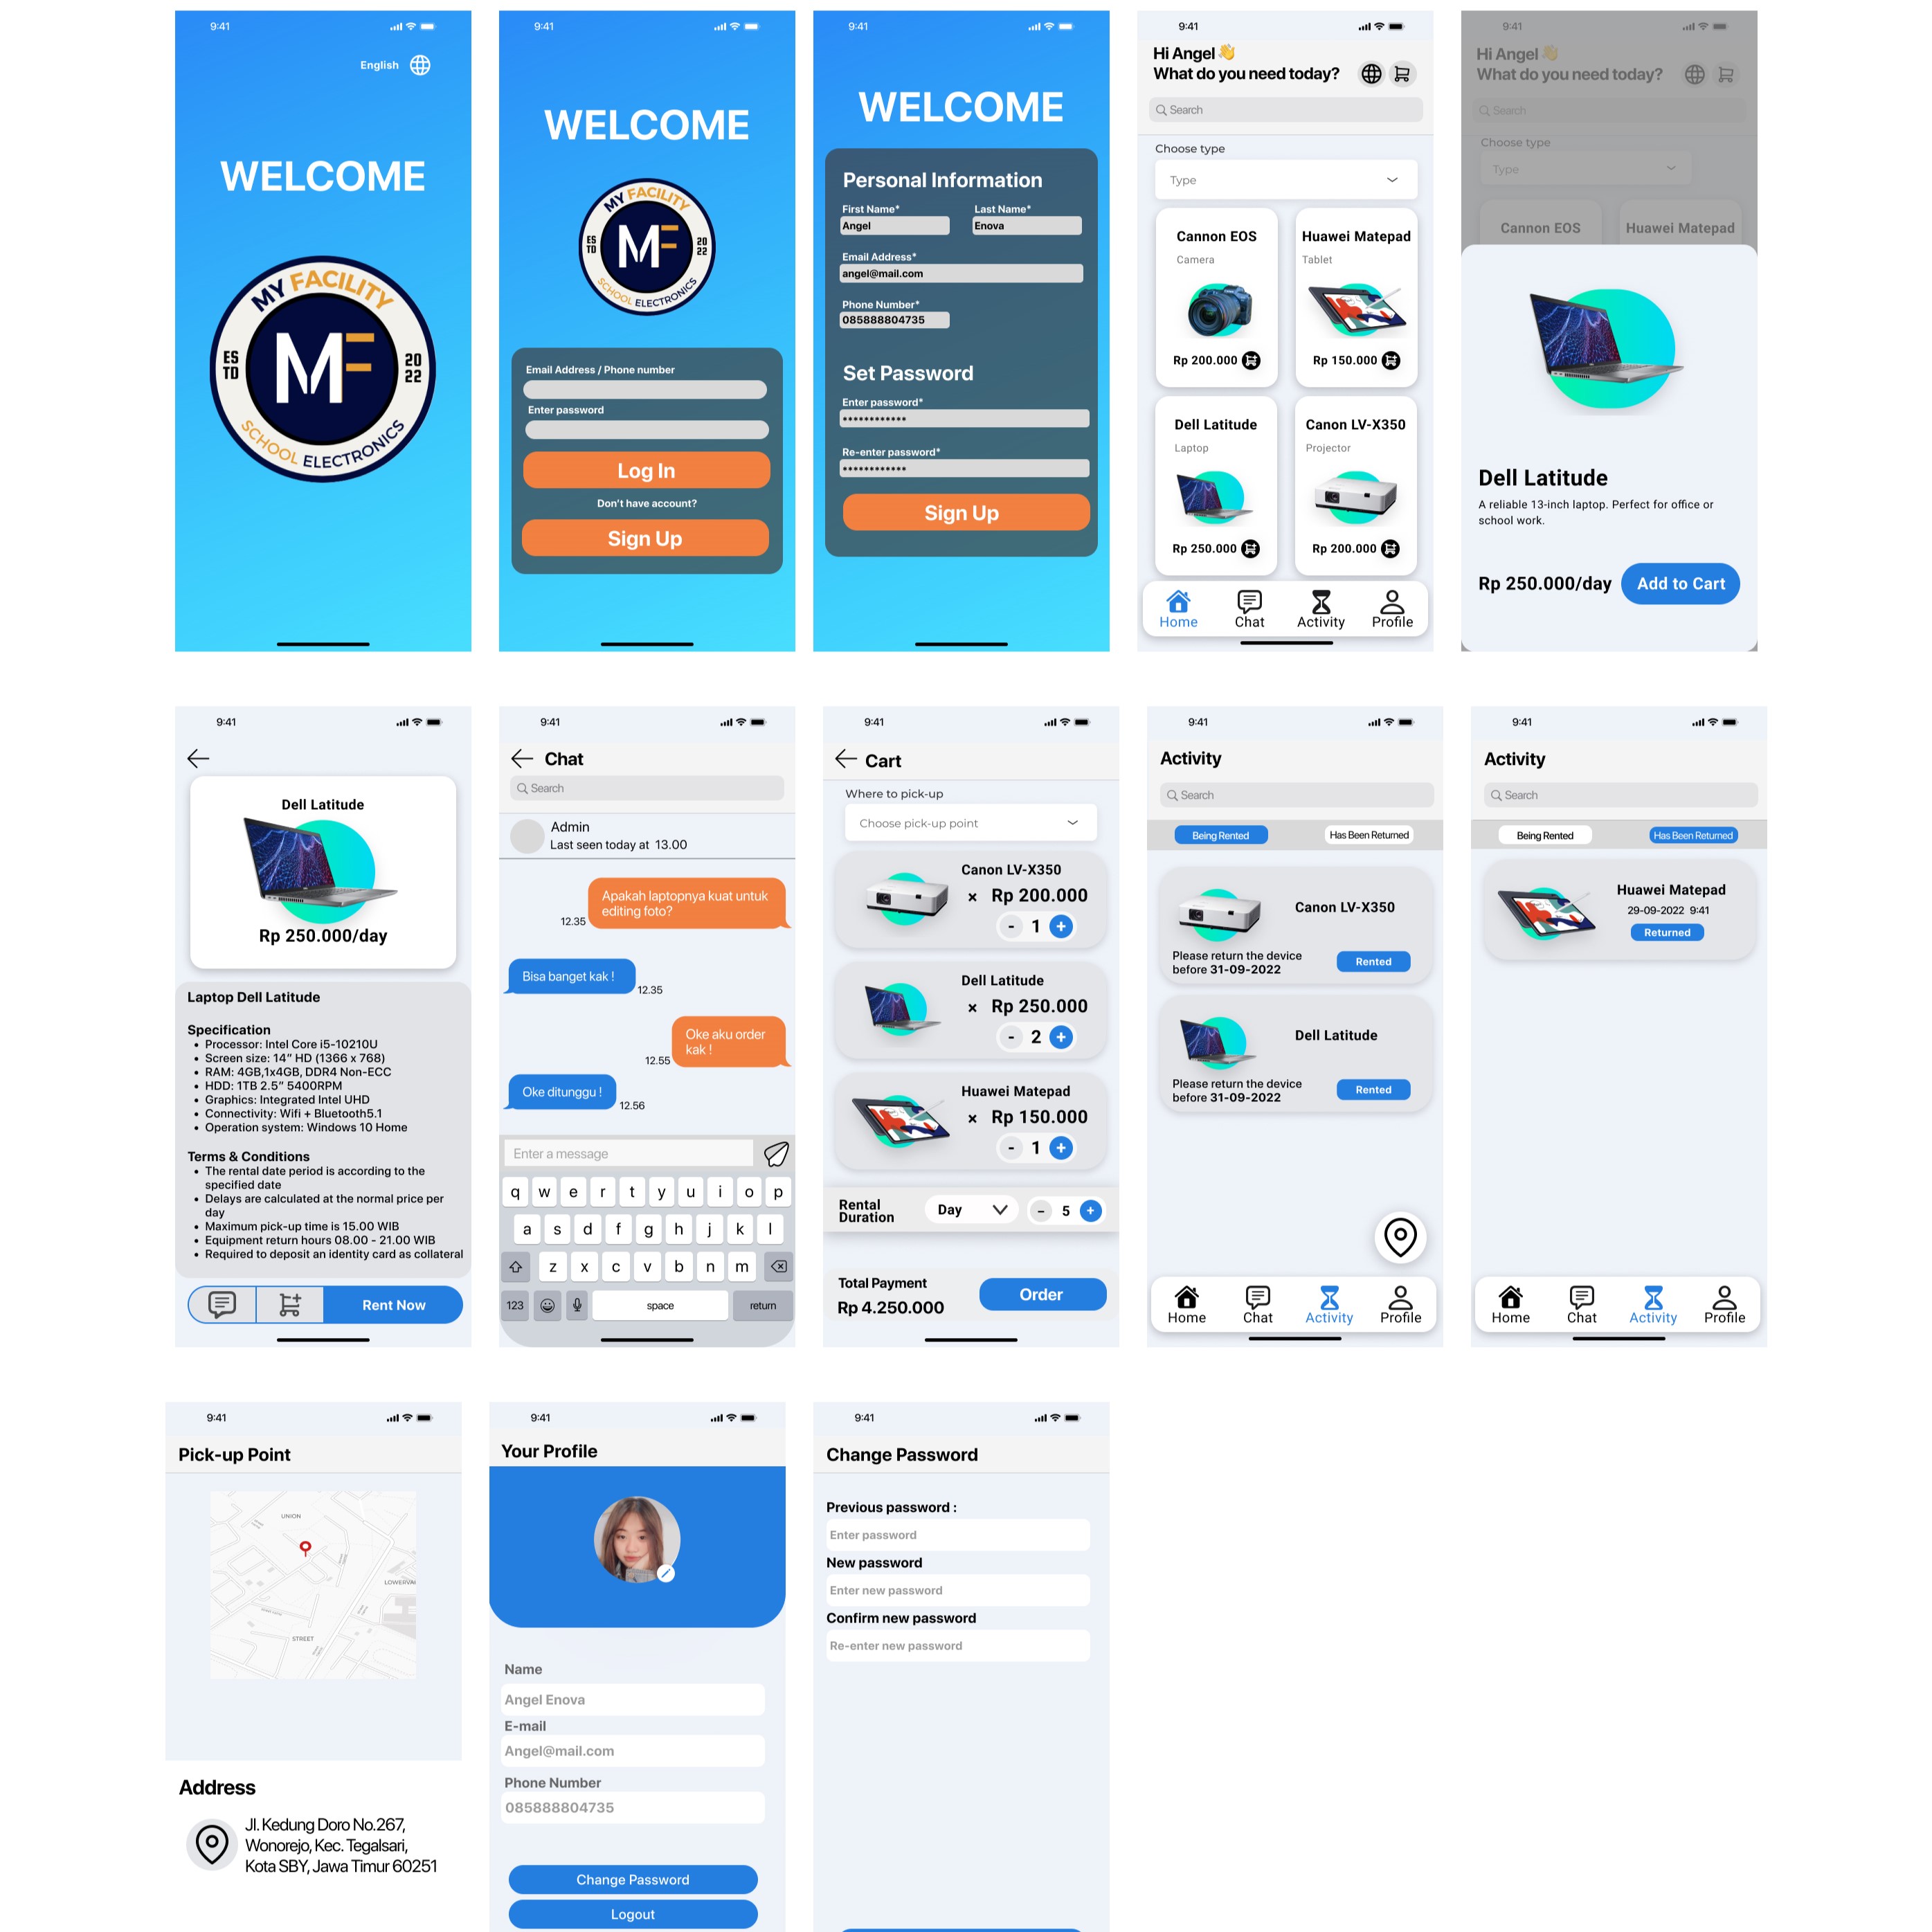 9:41
English
WELCOME
MY FACILITY
ES
TD
MF
20
22
SCHOOL ELECTRONICS
9:41
WELCOME
MY FACILITY
ES
TD
MF
20
22
SCHOOL ELECTRONICS
Email Address / Phone number
Enter password
Log In
Don't have account?
Sign Up
9:41
WELCOME
Personal Information
First Name*
Last Name*
Angel
Enova
Email Address*
angel@mail.com
Phone Number*
085888804735
Set Password
Enter password*
************
Re-enter password*
************
Sign Up
9:41
Hi Angel 👋
What do you need today?
Search
Choose type
Type
Cannon EOS
Camera
Rp 200.000
Huawei Matepad
Tablet
Rp 150.000
Dell Latitude
Laptop
Rp 250.000
Canon LV-X350
Projector
Rp 200.000
Home
Chat
Activity
Profile
9:41
Hi Angel 👋
What do you need today?
Search
Choose type
Type
Cannon EOS
Huawei Matepad
Dell Latitude
A reliable 13-inch laptop. Perfect for office or
school work.
Rp 250.000/day
Add to Cart
9:41
Dell Latitude
Rp 250.000/day
Laptop Dell Latitude
Specification
• Processor: Intel Core i5-10210U
• Screen size: 14” HD (1366 x 768)
• RAM: 4GB,1x4GB, DDR4 Non-ECC
• HDD: 1TB 2.5” 5400RPM
• Graphics: Integrated Intel UHD
• Connectivity: Wifi + Bluetooth5.1
• Operation system: Windows 10 Home
Terms & Conditions
• The rental date period is according to the
specified date
• Delays are calculated at the normal price per
day
• Maximum pick-up time is 15.00 WIB
• Equipment return hours 08.00 - 21.00 WIB
• Required to deposit an identity card as collateral
Rent Now
9:41
Chat
Search
Admin
Last seen today at 13.00
Apakah laptopnya kuat untuk
editing foto?
12.35
Bisa banget kak !
12.35
Oke aku order
kak !
12.55
Oke ditunggu !
12.56
Enter a message
q w e r t y u i o p
a s d f g h j k l
z x c v b n m
123
space
return
9:41
Cart
Where to pick-up
Choose pick-up point
Canon LV-X350
× Rp 200.000
- 1 +
Dell Latitude
× Rp 250.000
- 2 +
Huawei Matepad
× Rp 150.000
- 1 +
Rental
Duration
Day
- 5 +
Total Payment
Rp 4.250.000
Order
9:41
Activity
Search
Being Rented
Has Been Returned
Canon LV-X350
Please return the device
before 31-09-2022
Rented
Dell Latitude
Please return the device
before 31-09-2022
Rented
Home
Chat
Activity
Profile
9:41
Activity
Search
Being Rented
Has Been Returned
Huawei Matepad
29-09-2022 9:41
Returned
Home
Chat
Activity
Profile
9:41
Pick-up Point
UNION
STREET
Address
Jl. Kedung Doro No.267,
Wonorejo, Kec. Tegalsari,
Kota SBY, Jawa Timur 60251
9:41
Your Profile
Name
Angel Enova
E-mail
Angel@mail.com
Phone Number
085888804735
Change Password
Logout
9:41
Change Password
Previous password :
Enter password
New password
Enter new password
Confirm new password
Re-enter new password